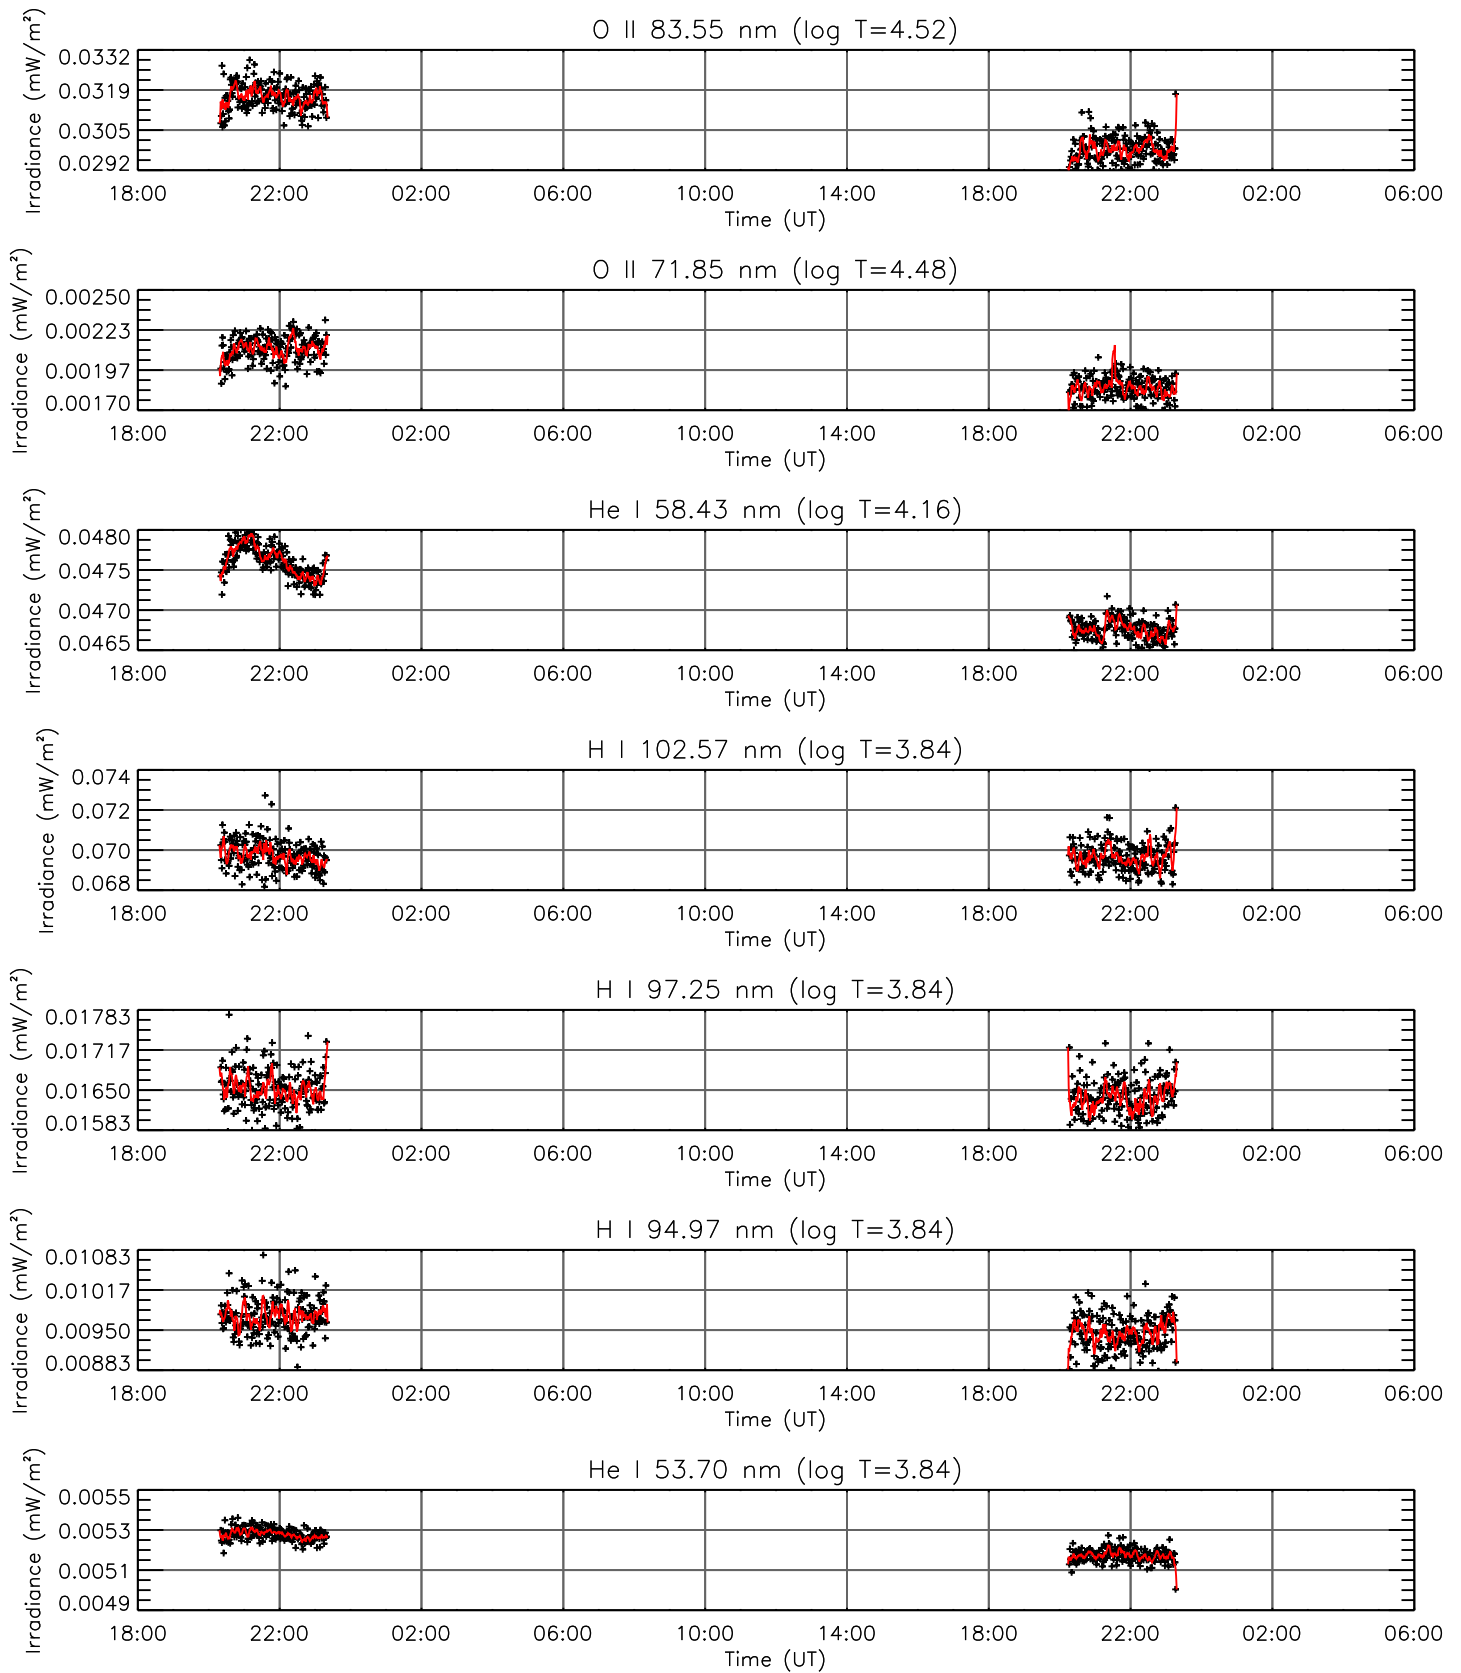 O II 83.55 nm (log T=4.52)
Irradiance (mW/m²)
0.0332
0.0319
0.0305
0.0292
18:00 22:00 02:00 06:00 10:00 14:00 18:00 22:00 02:00 06:00
Time (UT)
O II 71.85 nm (log T=4.48)
Irradiance (mW/m²)
0.00250
0.00223
0.00197
0.00170
18:00 22:00 02:00 06:00 10:00 14:00 18:00 22:00 02:00 06:00
Time (UT)
He I 58.43 nm (log T=4.16)
Irradiance (mW/m²)
0.0480
0.0475
0.0470
0.0465
18:00 22:00 02:00 06:00 10:00 14:00 18:00 22:00 02:00 06:00
Time (UT)
H I 102.57 nm (log T=3.84)
Irradiance (mW/m²)
0.074
0.072
0.070
0.068
18:00 22:00 02:00 06:00 10:00 14:00 18:00 22:00 02:00 06:00
Time (UT)
H I 97.25 nm (log T=3.84)
Irradiance (mW/m²)
0.01783
0.01717
0.01650
0.01583
18:00 22:00 02:00 06:00 10:00 14:00 18:00 22:00 02:00 06:00
Time (UT)
H I 94.97 nm (log T=3.84)
Irradiance (mW/m²)
0.01083
0.01017
0.00950
0.00883
18:00 22:00 02:00 06:00 10:00 14:00 18:00 22:00 02:00 06:00
Time (UT)
He I 53.70 nm (log T=3.84)
Irradiance (mW/m²)
0.0055
0.0053
0.0051
0.0049
18:00 22:00 02:00 06:00 10:00 14:00 18:00 22:00 02:00 06:00
Time (UT)